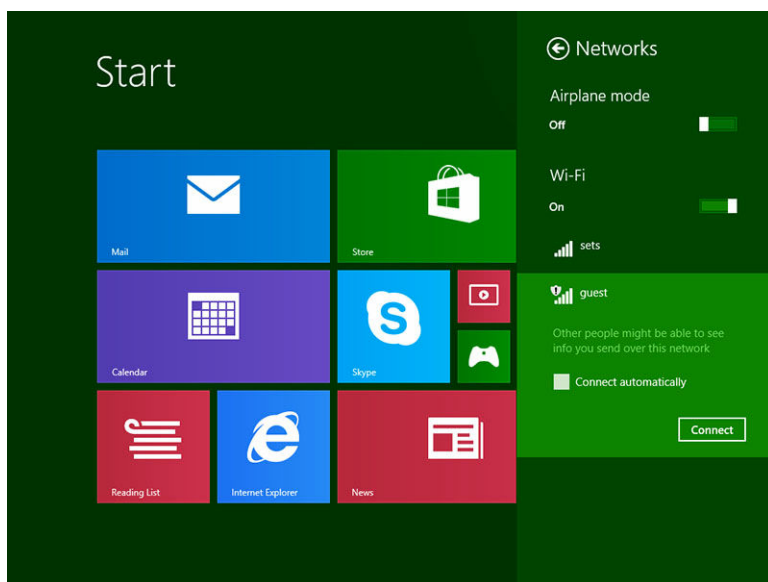 Start
Mail
Store
Calendar
S
Skype
Reading List
Internet Explorer
News
Networks
Airplane mode
Off
Wi-Fi
On
sets
guest
Other people might be able to see
info you send over this network
Connect automatically
Connect